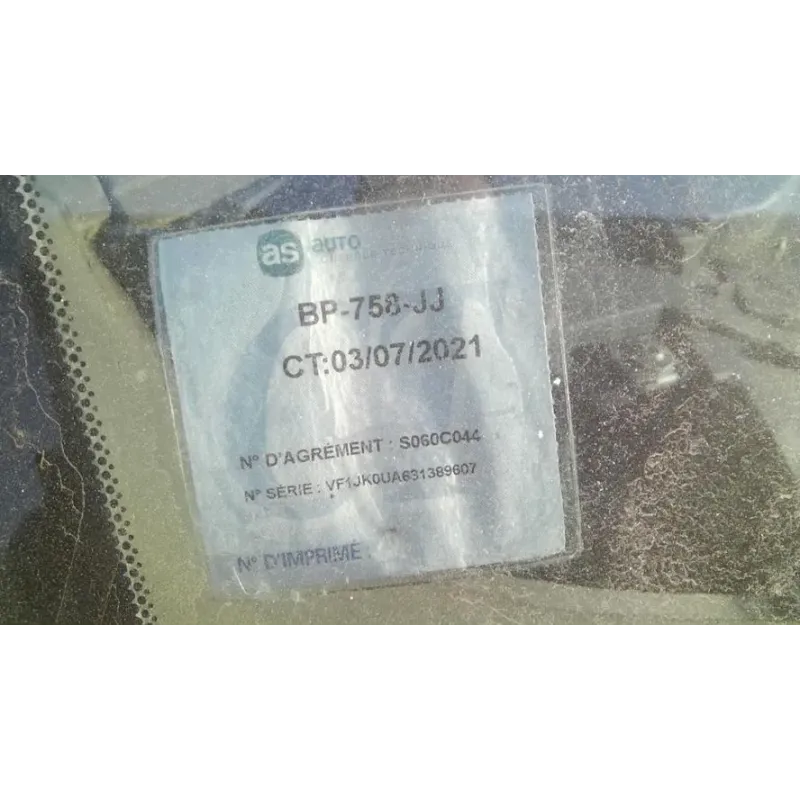 as AUTO
BP-758-JJ
CT:03/07/2021
N° D'AGRÉMENT : S060C044
N° SÉRIE : VF1JK0UA631389607
N° D'IMPRIMÉ :